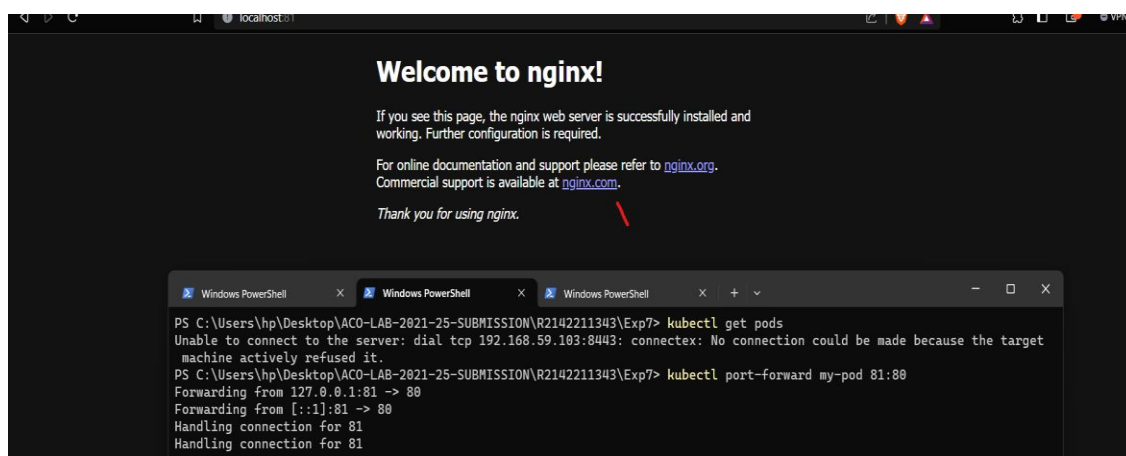 localhost:81
VPN
Welcome to nginx!
If you see this page, the nginx web server is successfully installed and
working. Further configuration is required.
For online documentation and support please refer to nginx.org.
Commercial support is available at nginx.com.
Thank you for using nginx.
Windows PowerShell
Windows PowerShell
Windows PowerShell
PS C:\Users\hp\Desktop\ACO-LAB-2021-25-SUBMISSION\R2142211343\Exp7> kubectl get pods
Unable to connect to the server: dial tcp 192.168.59.103:8443: connectex: No connection could be made because the target
machine actively refused it.
PS C:\Users\hp\Desktop\ACO-LAB-2021-25-SUBMISSION\R2142211343\Exp7> kubectl port-forward my-pod 81:80
Forwarding from 127.0.0.1:81 -> 80
Forwarding from [::1]:81 -> 80
Handling connection for 81
Handling connection for 81